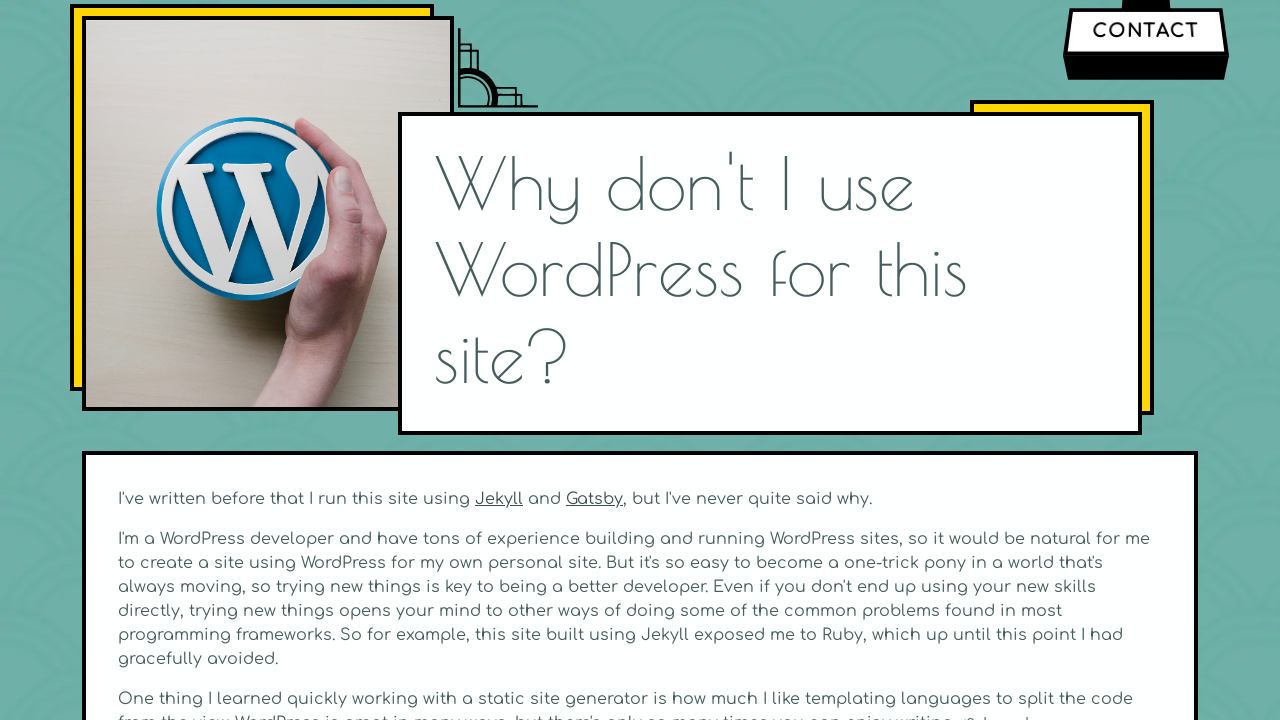 CONTACT
Why don't I use
WordPress for this
site?
I've written before that I run this site using Jekyll and Gatsby, but I've never quite said why.
I'm a WordPress developer and have tons of experience building and running WordPress sites, so it would be natural for me
to create a site using WordPress for my own personal site. But it's so easy to become a one-trick pony in a world that's
always moving, so trying new things is key to being a better developer. Even if you don't end up using your new skills
directly, trying new things opens your mind to other ways of doing some of the common problems found in most
programming frameworks. So for example, this site built using Jekyll exposed me to Ruby, which up until this point I had
gracefully avoided.
One thing I learned quickly working with a static site generator is how much I like templating languages to split the code